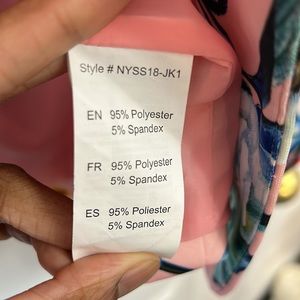 Style # NYSS18-JK1
EN 95% Polyester
5% Spandex
FR 95% Polyester
5% Spandex
ES 95% Poliester
5% Spandex